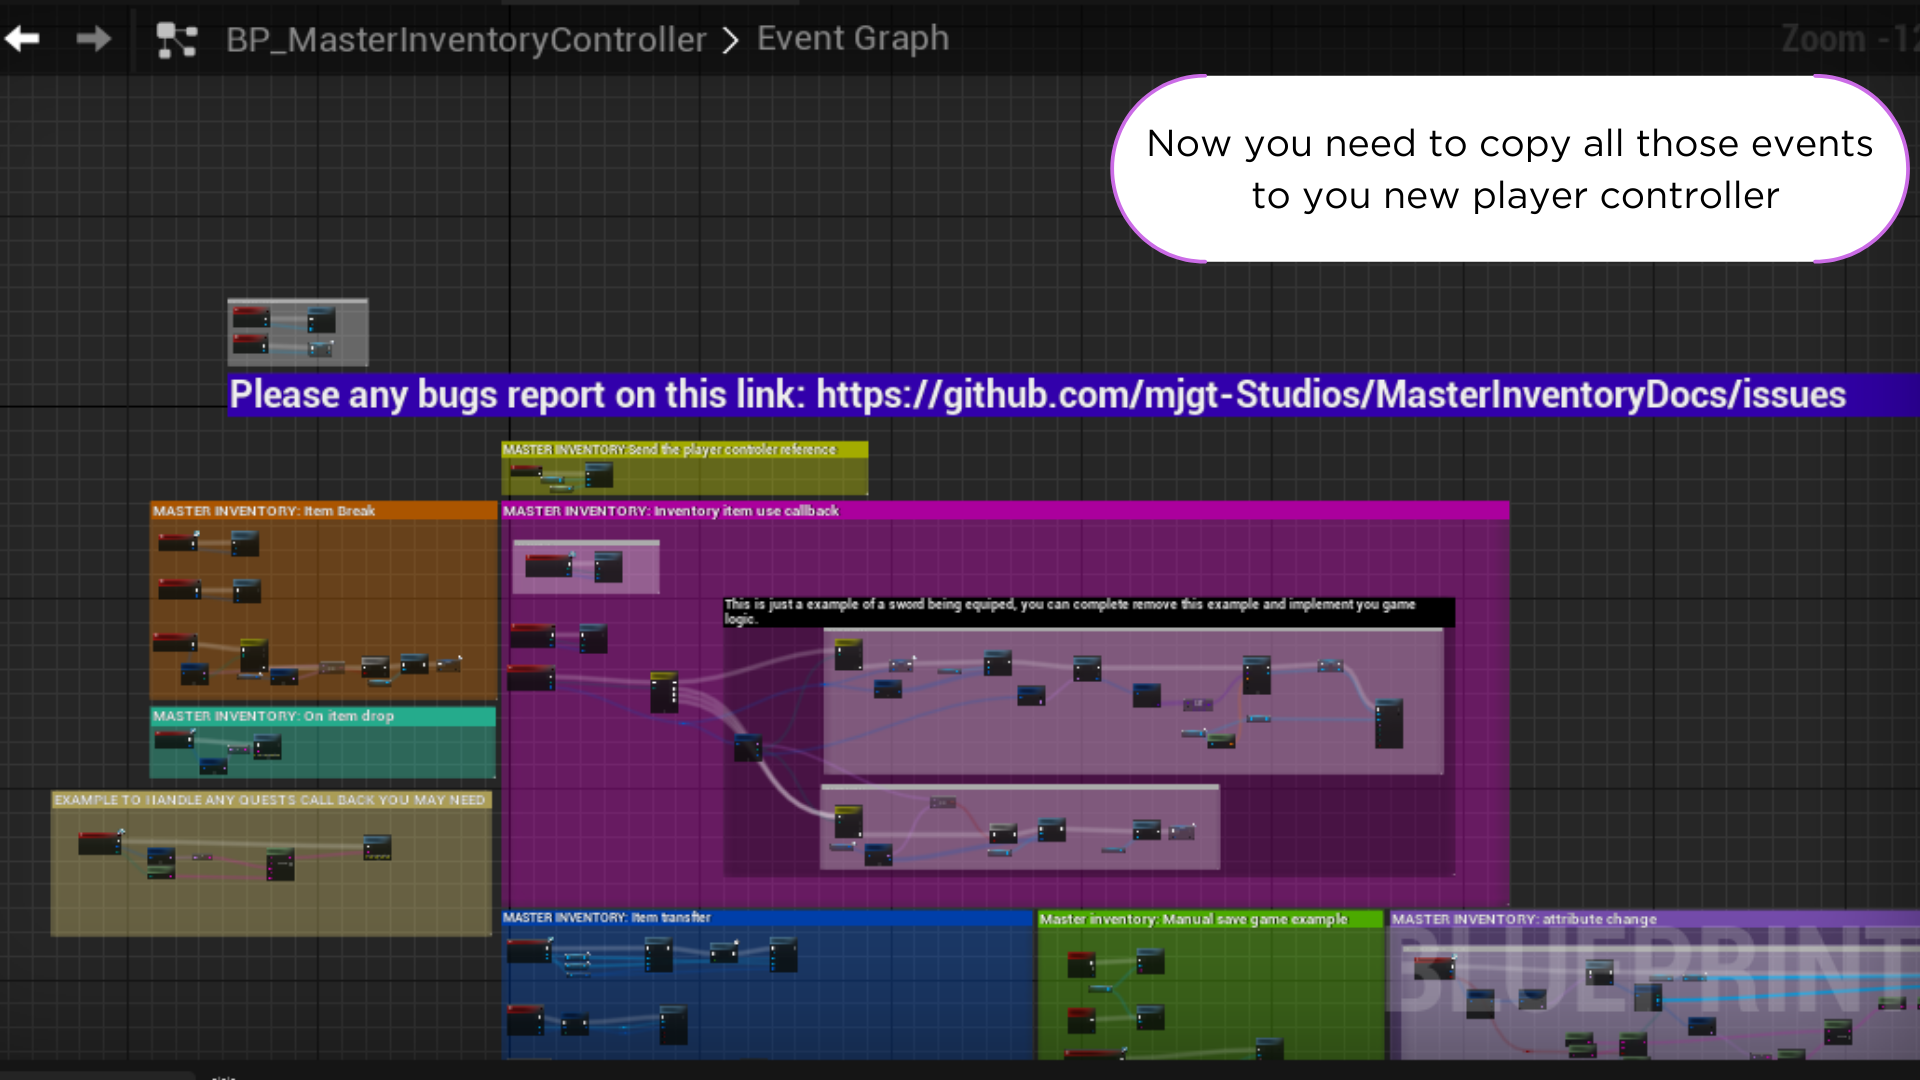 BP_MasterInventoryController > Event Graph
Zoom -12
Now you need to copy all those events
to you new player controller
Please any bugs report on this link: https://github.com/mjgt-Studios/MasterInventoryDocs/issues
MASTER INVENTORY: Send the player controler reference
MASTER INVENTORY: Item Break
MASTER INVENTORY: Inventory item use callback
This is just a example of a sword being equiped, you can complete remove this example and implement you game
logic.
MASTER INVENTORY: On item drop
EXAMPLE TO HANDLE ANY QUESTS CALL BACK YOU MAY NEED
MASTER INVENTORY: Item transfter
Master inventory: Manual save game example
MASTER INVENTORY: attribute change
BLUEPRINT